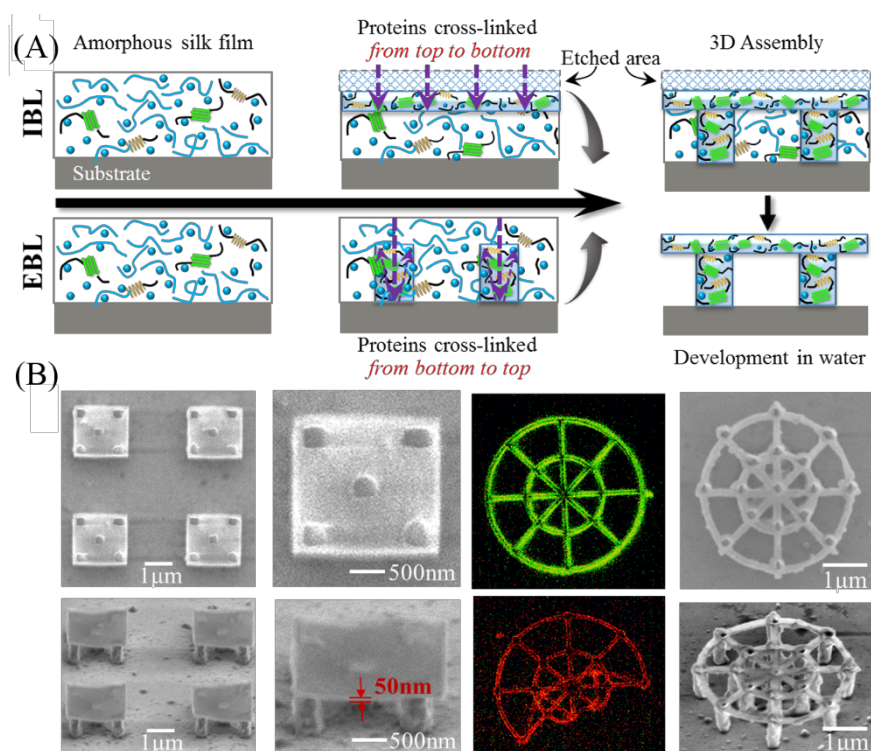 (A)
Amorphous silk film
Proteins cross-linked
from top to bottom
Etched area
3D Assembly
IBL
Substrate
EBL
Proteins cross-linked
from bottom to top
Development in water
(B)
1μm
500nm
1μm
1μm
50nm
500nm
1μm